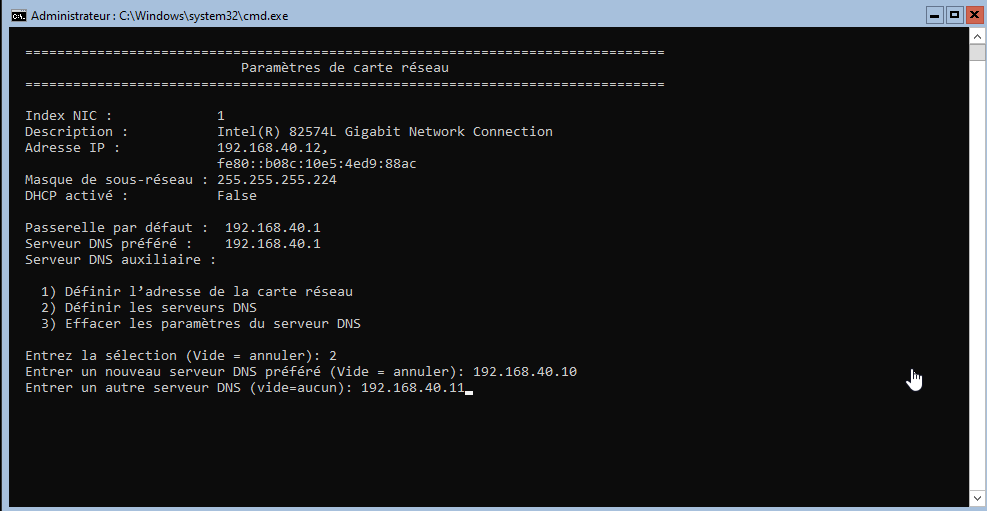 Administrateur : C:\Windows\system32\cmd.exe
================================================================================
Paramètres de carte réseau
================================================================================
Index NIC : 1
Description : Intel(R) 82574L Gigabit Network Connection
Adresse IP : 192.168.40.12,
fe80::b08c:10e5:4ed9:88ac
Masque de sous-réseau : 255.255.255.224
DHCP activé : False
Passerelle par défaut : 192.168.40.1
Serveur DNS préféré : 192.168.40.1
Serveur DNS auxiliaire :
1) Définir l’adresse de la carte réseau
2) Définir les serveurs DNS
3) Effacer les paramètres du serveur DNS
Entrez la sélection (Vide = annuler): 2
Entrer un nouveau serveur DNS préféré (Vide = annuler): 192.168.40.10
Entrer un autre serveur DNS (vide=aucun): 192.168.40.11